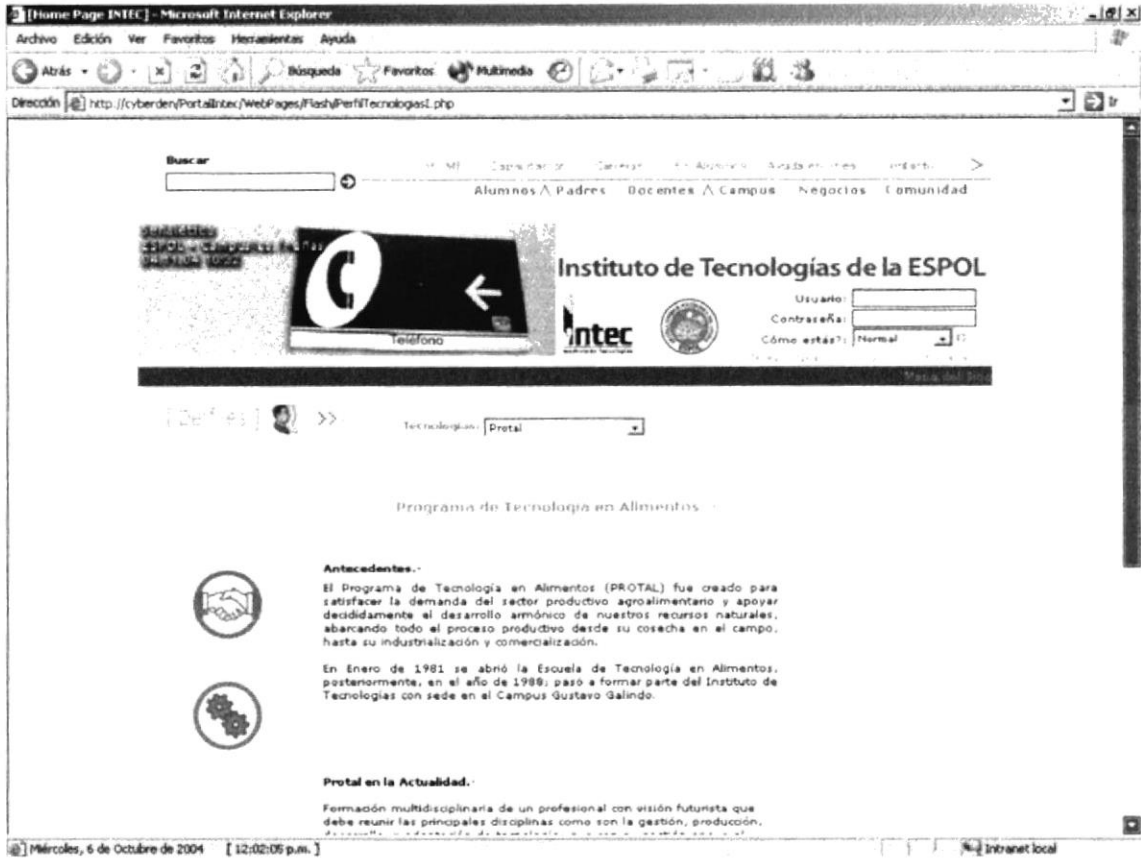 [Home Page INTEC] - Microsoft Internet Explorer
Archivo Edición Ver Favoritos Herramientas Ayuda
Atrás Búsqueda Favoritos Multimedia
Dirección http://cyberden/PortalIntec/WebPages/Flash/PerfilTecnologias1.php Ir
Buscar
Alumnos Padres Docentes Campus Negocios Comunidad
Señalética
Teléfono
Instituto de Tecnologías de la ESPOL
intec
Usuario:
Contraseña:
Cómo estás?: Normal
Mapa del Sitio
Tecnologías: Protal
Programa de Tecnología en Alimentos
Antecedentes.-
El Programa de Tecnología en Alimentos (PROTAL) fue creado para
satisfacer la demanda del sector productivo agroalimentario y apoyar
decididamente el desarrollo armónico de nuestros recursos naturales,
abarcando todo el proceso productivo desde su cosecha en el campo,
hasta su industrialización y comercialización.
En Enero de 1981 se abrió la Escuela de Tecnología en Alimentos,
posteriormente, en el año de 1988; paso a formar parte del Instituto de
Tecnologías con sede en el Campus Gustavo Galindo.
Protal en la Actualidad.-
Formación multidisciplinaria de un profesional con visión futurista que
debe reunir las principales disciplinas como son la gestión, producción,
Miércoles, 6 de Octubre de 2004 [ 12:02:05 p.m. ] Intranet local